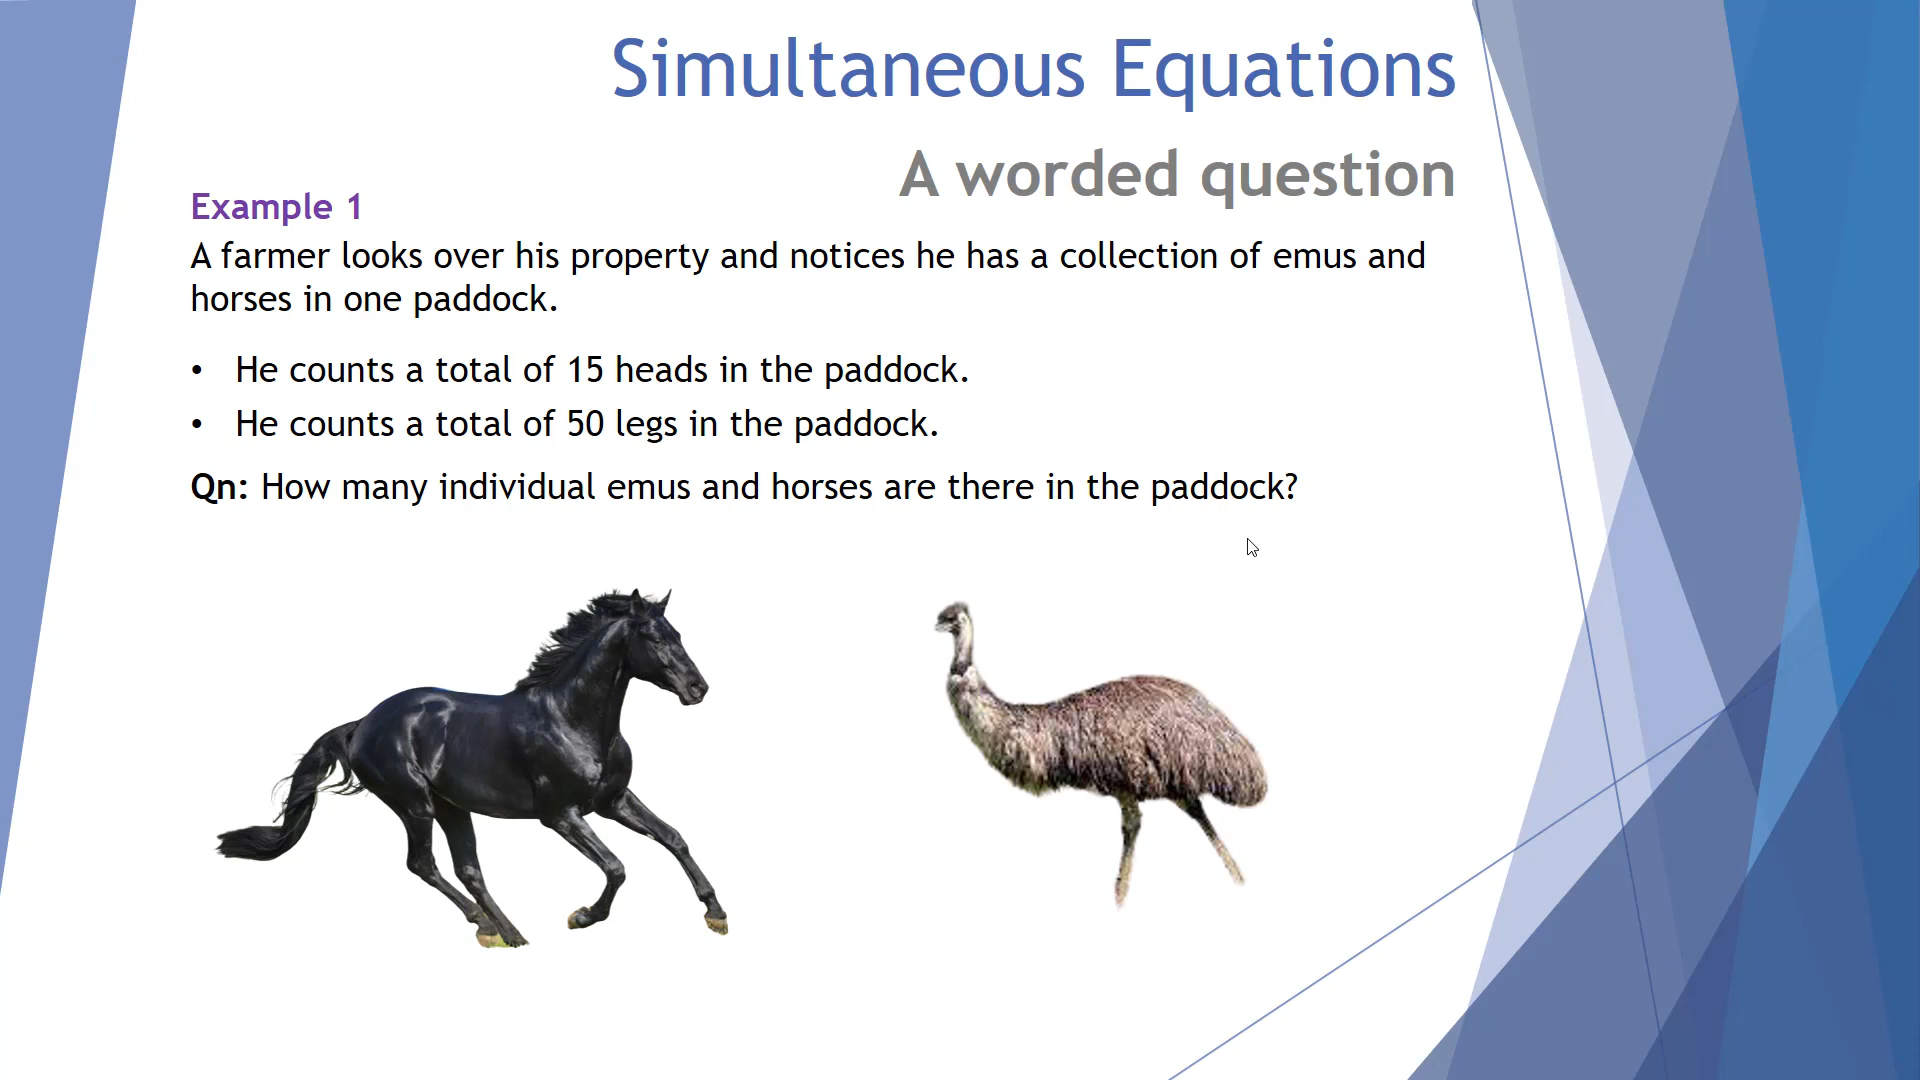 Simultaneous Equations
A worded question
Example 1
A farmer looks over his property and notices he has a collection of emus and
horses in one paddock.
• He counts a total of 15 heads in the paddock.
• He counts a total of 50 legs in the paddock.
Qn: How many individual emus and horses are there in the paddock?